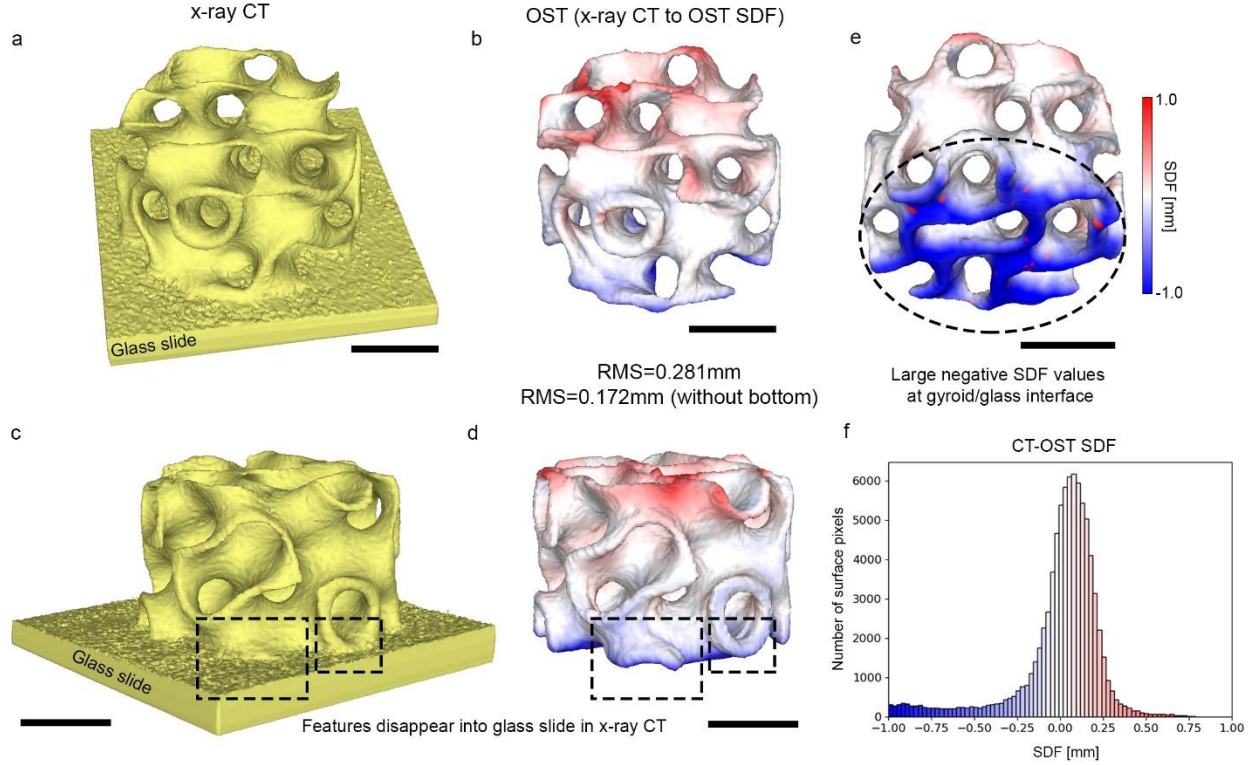 x-ray CT
OST (x-ray CT to OST SDF)
a
b
e
1.0
SDF [mm]
-1.0
Glass slide
RMS=0.281mm
RMS=0.172mm (without bottom)
Large negative SDF values
at gyroid/glass interface
c
d
f
CT-OST SDF
Number of surface pixels
6000
5000
4000
3000
2000
1000
0
−1.00 −0.75 −0.50 −0.25 0.00 0.25 0.50 0.75 1.00
SDF [mm]
Glass slide
Features disappear into glass slide in x-ray CT